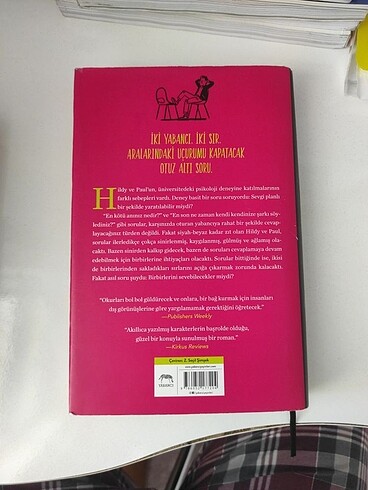 İKİ YABANCI. İKİ SIR.
ARALARINDAKİ UÇURUMU KAPATACAK
OTUZ ALTI SORU.
Hildy ve Paul'un, üniversitedeki psikoloji deneyine katılmalarının
farklı sebepleri vardı. Deney basit bir soru soruyordu: Sevgi planlı
bir şekilde yaratılabilir miydi?
"En kötü anınız nedir?" ve "En son ne zaman kendi kendinize şarkı söy-
lediniz?" gibi sorular, karşınızda oturan yabancıya rahat bir şekilde cevap-
layacağınız türden değildi. Fakat siyah-beyaz kadar zıt olan Hildy ve Paul,
sorular ilerledikçe çokça sinirlenmiş, kaygılanmış, gülmüş ve ağlamış ola-
caktı. Bazen sinirden kalkıp gidecek, bazen de soruları cevaplamaya devam
edebilmek için birbirlerine ihtiyaçları olacaktı. Sorular bittiğinde ise, ikisi
de birbirlerinden sakladıkları sırlarını açığa çıkarmak zorunda kalacaktı.
Fakat asıl soru şuydu: Birbirlerini sevebilecekler miydi?
"Okurları bol bol güldürecek ve onlara, bir bağ kurmak için insanları
dış görünüşlerine göre yargılamamak gerektiğini öğretecek."
—Publishers Weekly
"Akıllıca yazılmış karakterlerin başrolde olduğu,
güzel bir konuyla sunulmuş bir roman."
—Kirkus Reviews
YABANCI